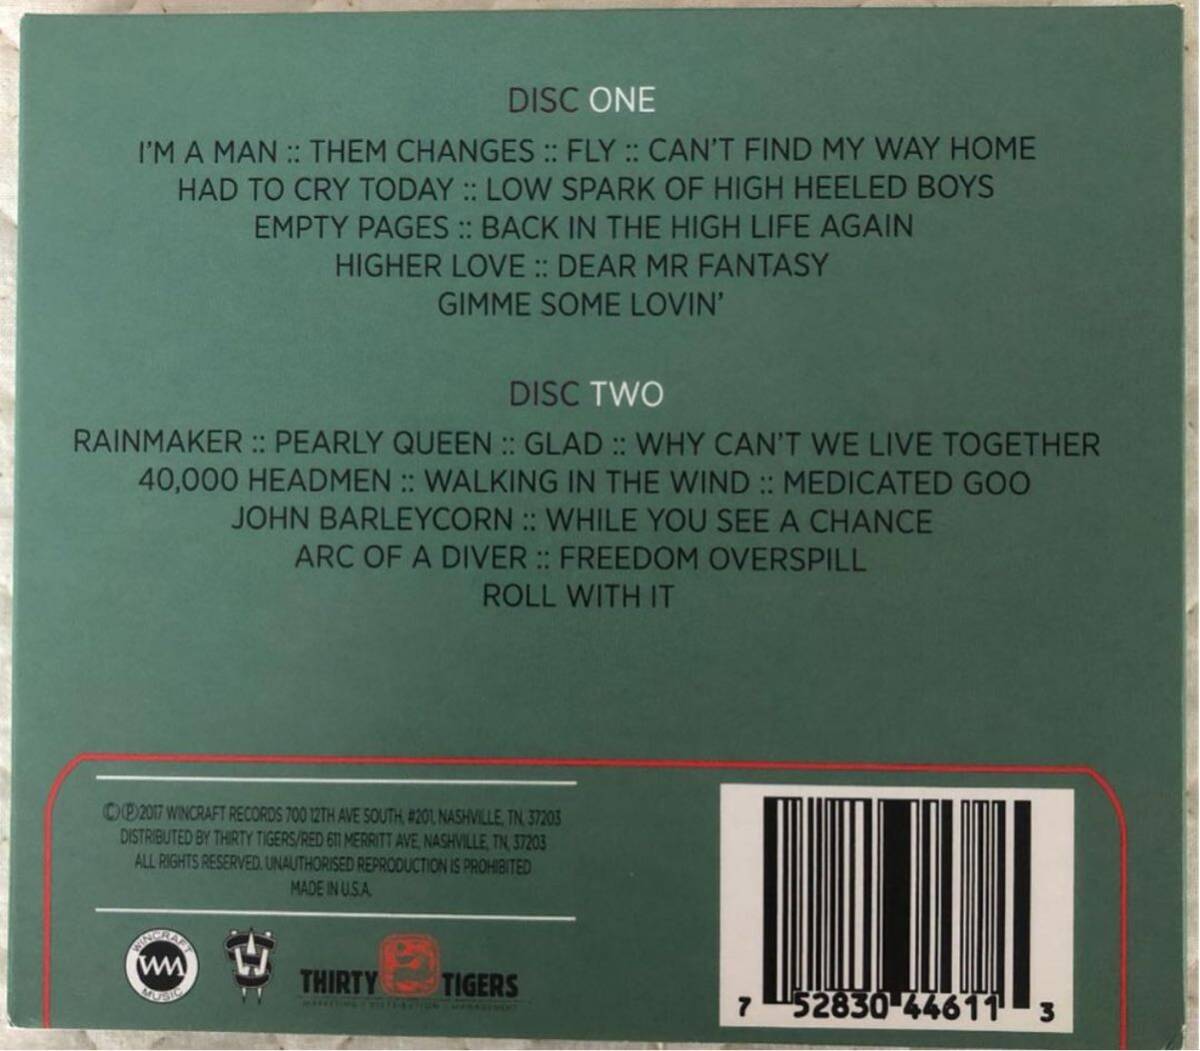 DISC ONE
I'M A MAN :: THEM CHANGES :: FLY :: CAN'T FIND MY WAY HOME
HAD TO CRY TODAY :: LOW SPARK OF HIGH HEELED BOYS
EMPTY PAGES :: BACK IN THE HIGH LIFE AGAIN
HIGHER LOVE :: DEAR MR FANTASY
GIMME SOME LOVIN'
DISC TWO
RAINMAKER :: PEARLY QUEEN :: GLAD :: WHY CAN'T WE LIVE TOGETHER
40,000 HEADMEN :: WALKING IN THE WIND :: MEDICATED GOO
JOHN BARLEYCORN :: WHILE YOU SEE A CHANCE
ARC OF A DIVER :: FREEDOM OVERSPILL
ROLL WITH IT
©℗2017 WINCRAFT RECORDS 700 12TH AVE SOUTH, #201, NASHVILLE, TN, 37203
DISTRIBUTED BY THIRTY TIGERS/RED 611 MERRITT AVE, NASHVILLE, TN, 37203
ALL RIGHTS RESERVED. UNAUTHORISED REPRODUCTION IS PROHIBITED
MADE IN U.S.A.
WINCRAFT
WM
MUSIC
THIRTY TIGERS
MARKETING | DISTRIBUTION | MANAGEMENT
7 52830 44611 3